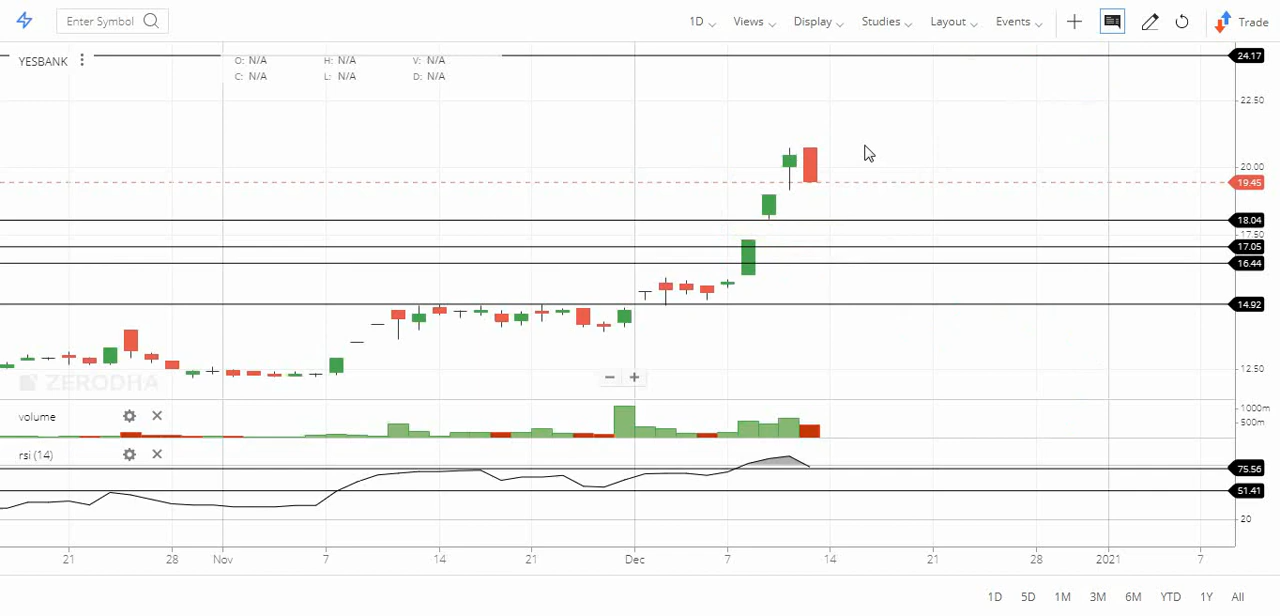 Enter Symbol 1D Views Display Studies Layout Events Trade
YESBANK O: N/A H: N/A V: N/A
C: N/A L: N/A D: N/A
24.17
22.50
20.00
19.45
18.04
17.50
17.05
16.44
14.92
12.50
ZERODHA
volume
1000m
500m
rsi (14)
75.56
51.41
20
21 28 Nov 7 14 21 Dec 7 14 21 28 2021 7
1D 5D 1M 3M 6M YTD 1Y All